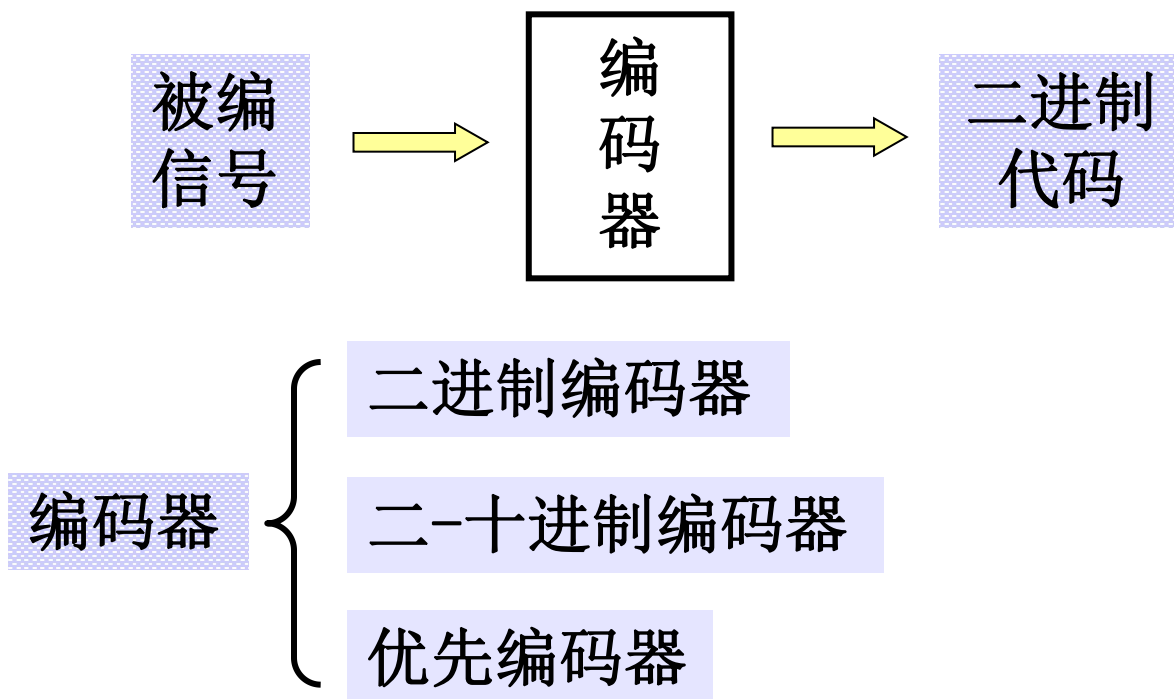 被编
信号
编
码
器
二进制
代码
编码器
二进制编码器
二-十进制编码器
优先编码器